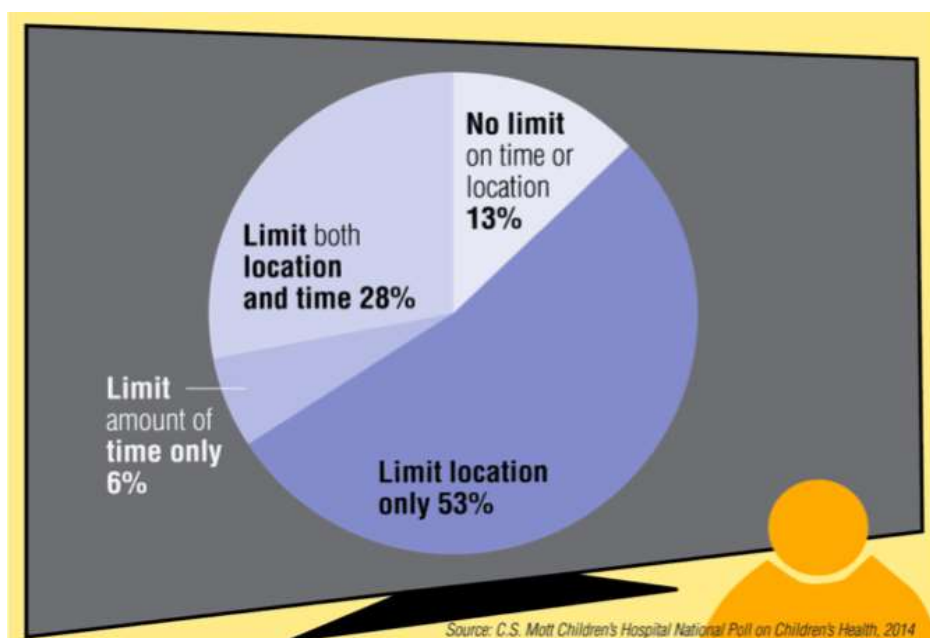 No limit
on time or
location
13%
Limit both
location
and time 28%
Limit
amount of
time only
6%
Limit location
only 53%
Source: C.S. Mott Children's Hospital National Poll on Children's Health, 2014